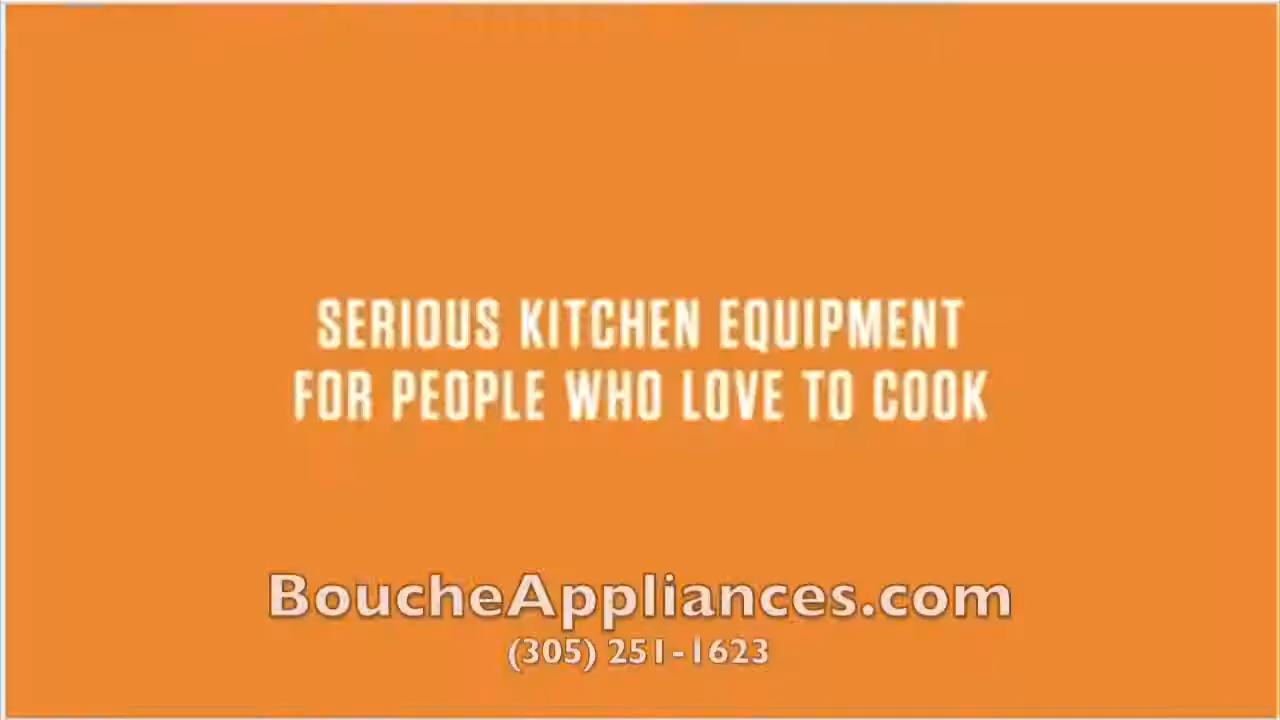 SERIOUS KITCHEN EQUIPMENT
FOR PEOPLE WHO LOVE TO COOK
BoucheAppliances.com
(305) 251-1623